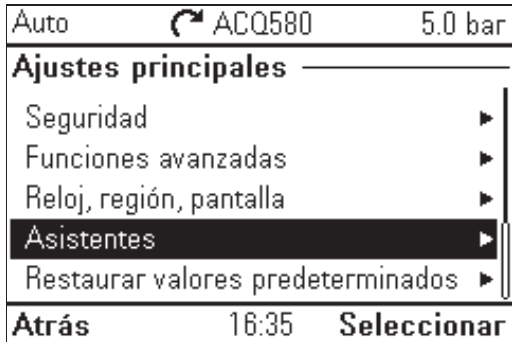 Auto ACQ580 5.0 bar
Ajustes principales
Seguridad
Funciones avanzadas
Reloj, región, pantalla
Asistentes
Restaurar valores predeterminados
Atrás 16:35 Seleccionar